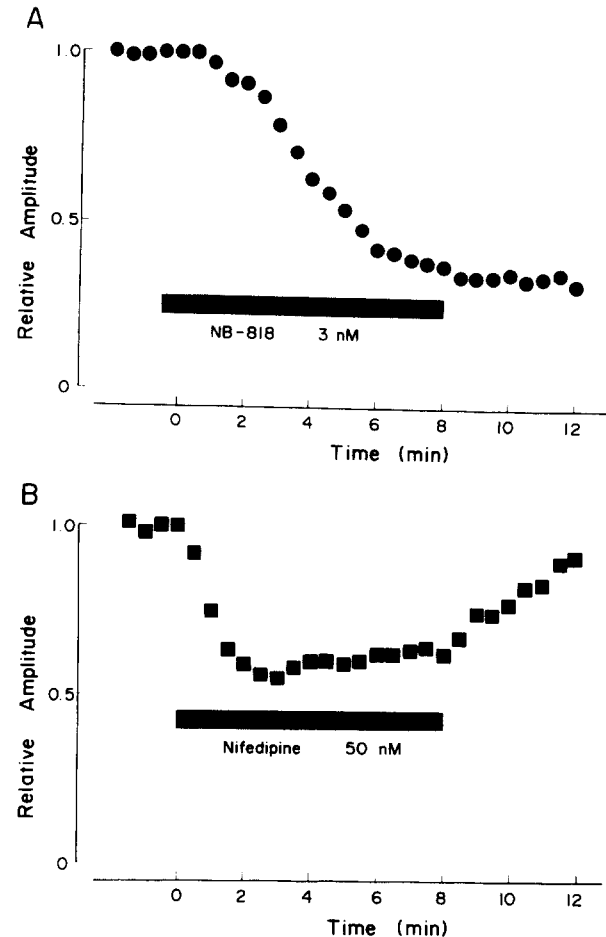 A
1.0
Relative Amplitude
0.5
NB-818 3 nM
0
0 2 4 6 8 10 12
Time (min)
B
1.0
Relative Amplitude
0.5
Nifedipine 50 nM
0
0 2 4 6 8 10 12
Time (min)